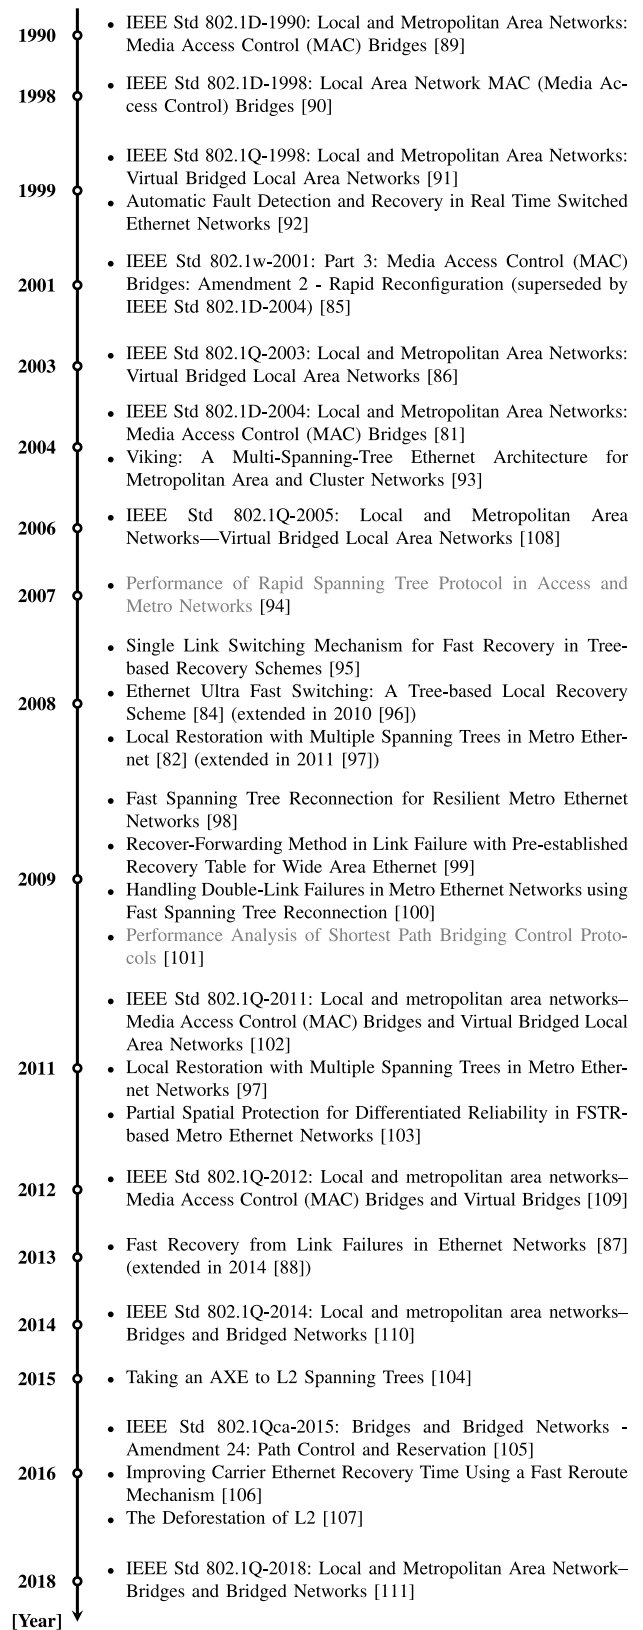 1990
• IEEE Std 802.1D-1990: Local and Metropolitan Area Networks:
Media Access Control (MAC) Bridges [89]
1998
• IEEE Std 802.1D-1998: Local Area Network MAC (Media Ac-
cess Control) Bridges [90]
1999
• IEEE Std 802.1Q-1998: Local and Metropolitan Area Networks:
Virtual Bridged Local Area Networks [91]
• Automatic Fault Detection and Recovery in Real Time Switched
Ethernet Networks [92]
2001
• IEEE Std 802.1w-2001: Part 3: Media Access Control (MAC)
Bridges: Amendment 2 - Rapid Reconfiguration (superseded by
IEEE Std 802.1D-2004) [85]
2003
• IEEE Std 802.1Q-2003: Local and Metropolitan Area Networks:
Virtual Bridged Local Area Networks [86]
2004
• IEEE Std 802.1D-2004: Local and Metropolitan Area Networks:
Media Access Control (MAC) Bridges [81]
• Viking: A Multi-Spanning-Tree Ethernet Architecture for
Metropolitan Area and Cluster Networks [93]
2006
• IEEE Std 802.1Q-2005: Local and Metropolitan Area
Networks—Virtual Bridged Local Area Networks [108]
2007
• Performance of Rapid Spanning Tree Protocol in Access and
Metro Networks [94]
2008
• Single Link Switching Mechanism for Fast Recovery in Tree-
based Recovery Schemes [95]
• Ethernet Ultra Fast Switching: A Tree-based Local Recovery
Scheme [84] (extended in 2010 [96])
• Local Restoration with Multiple Spanning Trees in Metro Ether-
net [82] (extended in 2011 [97])
2009
• Fast Spanning Tree Reconnection for Resilient Metro Ethernet
Networks [98]
• Recover-Forwarding Method in Link Failure with Pre-established
Recovery Table for Wide Area Ethernet [99]
• Handling Double-Link Failures in Metro Ethernet Networks using
Fast Spanning Tree Reconnection [100]
• Performance Analysis of Shortest Path Bridging Control Proto-
cols [101]
2011
• IEEE Std 802.1Q-2011: Local and metropolitan area networks–
Media Access Control (MAC) Bridges and Virtual Bridged Local
Area Networks [102]
• Local Restoration with Multiple Spanning Trees in Metro Ether-
net Networks [97]
• Partial Spatial Protection for Differentiated Reliability in FSTR-
based Metro Ethernet Networks [103]
2012
• IEEE Std 802.1Q-2012: Local and metropolitan area networks–
Media Access Control (MAC) Bridges and Virtual Bridges [109]
2013
• Fast Recovery from Link Failures in Ethernet Networks [87]
(extended in 2014 [88])
2014
• IEEE Std 802.1Q-2014: Local and metropolitan area networks–
Bridges and Bridged Networks [110]
2015
• Taking an AXE to L2 Spanning Trees [104]
2016
• IEEE Std 802.1Qca-2015: Bridges and Bridged Networks -
Amendment 24: Path Control and Reservation [105]
• Improving Carrier Ethernet Recovery Time Using a Fast Reroute
Mechanism [106]
• The Deforestation of L2 [107]
2018
• IEEE Std 802.1Q-2018: Local and Metropolitan Area Network–
Bridges and Bridged Networks [111]
[Year]